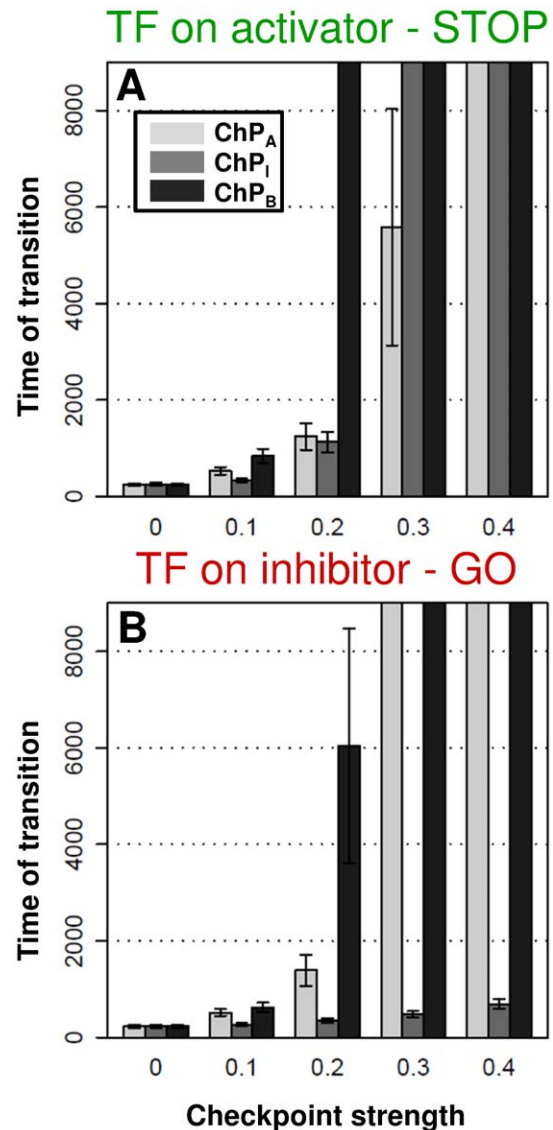 TF on activator - STOP
A
ChP_A
ChP_I
ChP_B
Time of transition
8000
6000
4000
2000
0
0 0.1 0.2 0.3 0.4
TF on inhibitor - GO
B
Time of transition
8000
6000
4000
2000
0
0 0.1 0.2 0.3 0.4
Checkpoint strength